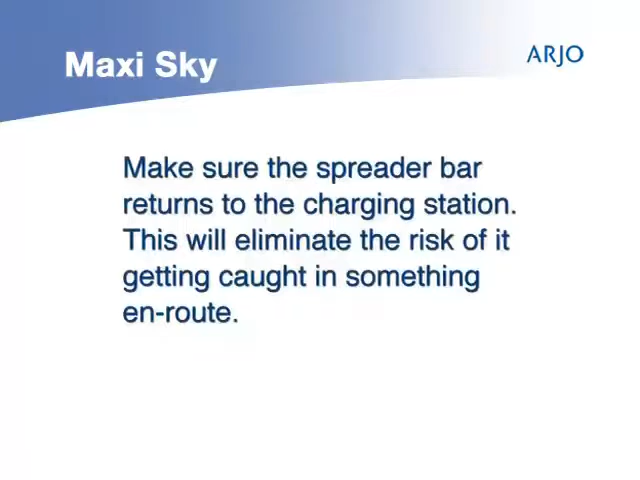 Maxi Sky
ARJO
Make sure the spreader bar
returns to the charging station.
This will eliminate the risk of it
getting caught in something
en-route.